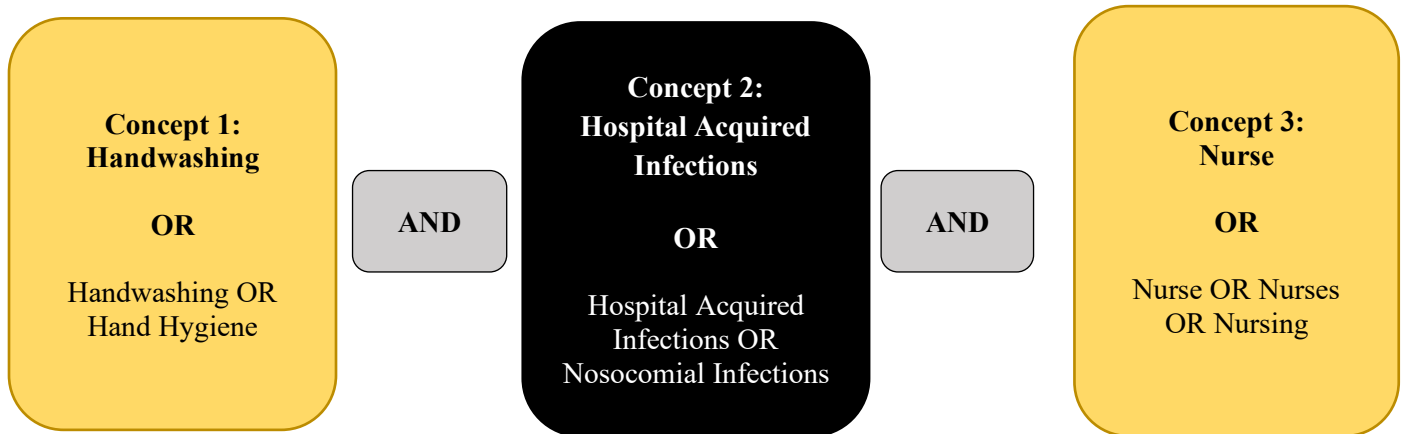 Concept 1:
Handwashing
OR
Handwashing OR
Hand Hygiene
AND
Concept 2:
Hospital Acquired
Infections
OR
Hospital Acquired
Infections OR
Nosocomial Infections
AND
Concept 3:
Nurse
OR
Nurse OR Nurses
OR Nursing